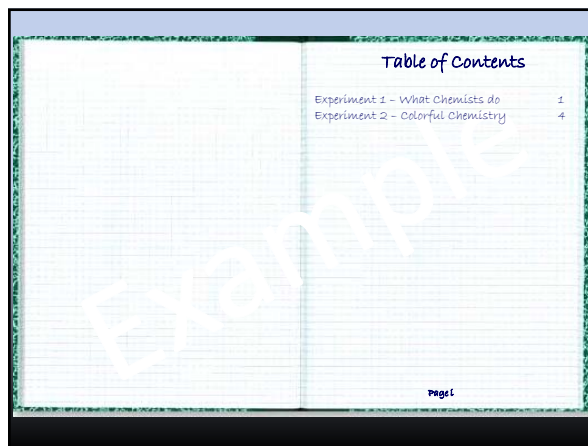 Table of Contents
Experiment 1 – What Chemists do 1
Experiment 2 – Colorful Chemistry 4
Example
Page i